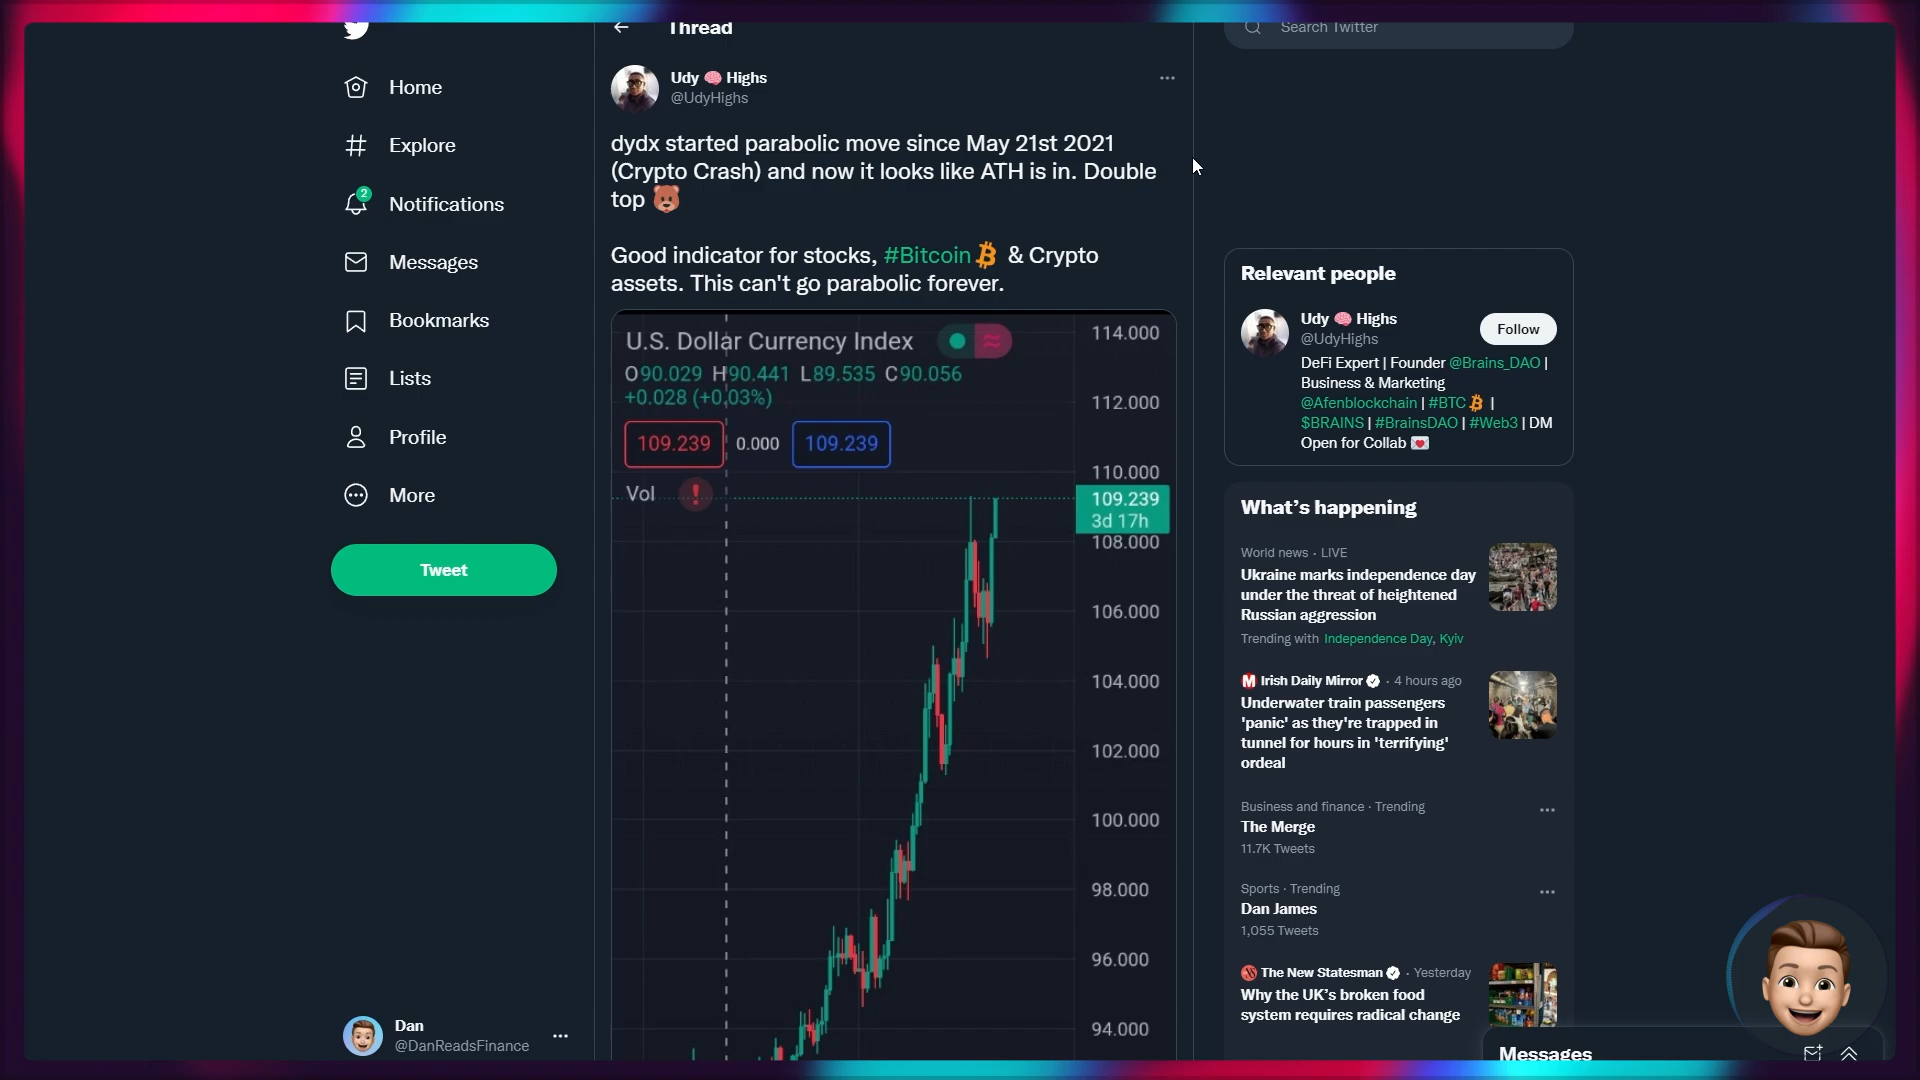 Thread
Search Twitter
Home
Explore
2
Notifications
Messages
Bookmarks
Lists
Profile
More
Tweet
Dan
@DanReadsFinance
Udy 🧠 Highs
@UdyHighs
dydx started parabolic move since May 21st 2021
(Crypto Crash) and now it looks like ATH is in. Double
top 🐻
Good indicator for stocks, #Bitcoin & Crypto
assets. This can't go parabolic forever.
U.S. Dollar Currency Index
O90.029 H90.441 L89.535 C90.056
+0.028 (+0.03%)
109.239 0.000 109.239
Vol
114.000
112.000
110.000
109.239
3d 17h
108.000
106.000
104.000
102.000
100.000
98.000
96.000
94.000
Relevant people
Udy 🧠 Highs
@UdyHighs
Follow
DeFi Expert | Founder @Brains_DAO |
Business & Marketing
@Afenblockchain | #BTC |
$BRAINS | #BrainsDAO | #Web3 | DM
Open for Collab 💌
What's happening
World news · LIVE
Ukraine marks independence day
under the threat of heightened
Russian aggression
Trending with Independence Day, Kyiv
Irish Daily Mirror · 4 hours ago
Underwater train passengers
'panic' as they're trapped in
tunnel for hours in 'terrifying'
ordeal
Business and finance · Trending
The Merge
11.7K Tweets
Sports · Trending
Dan James
1,055 Tweets
The New Statesman · Yesterday
Why the UK's broken food
system requires radical change
Messages